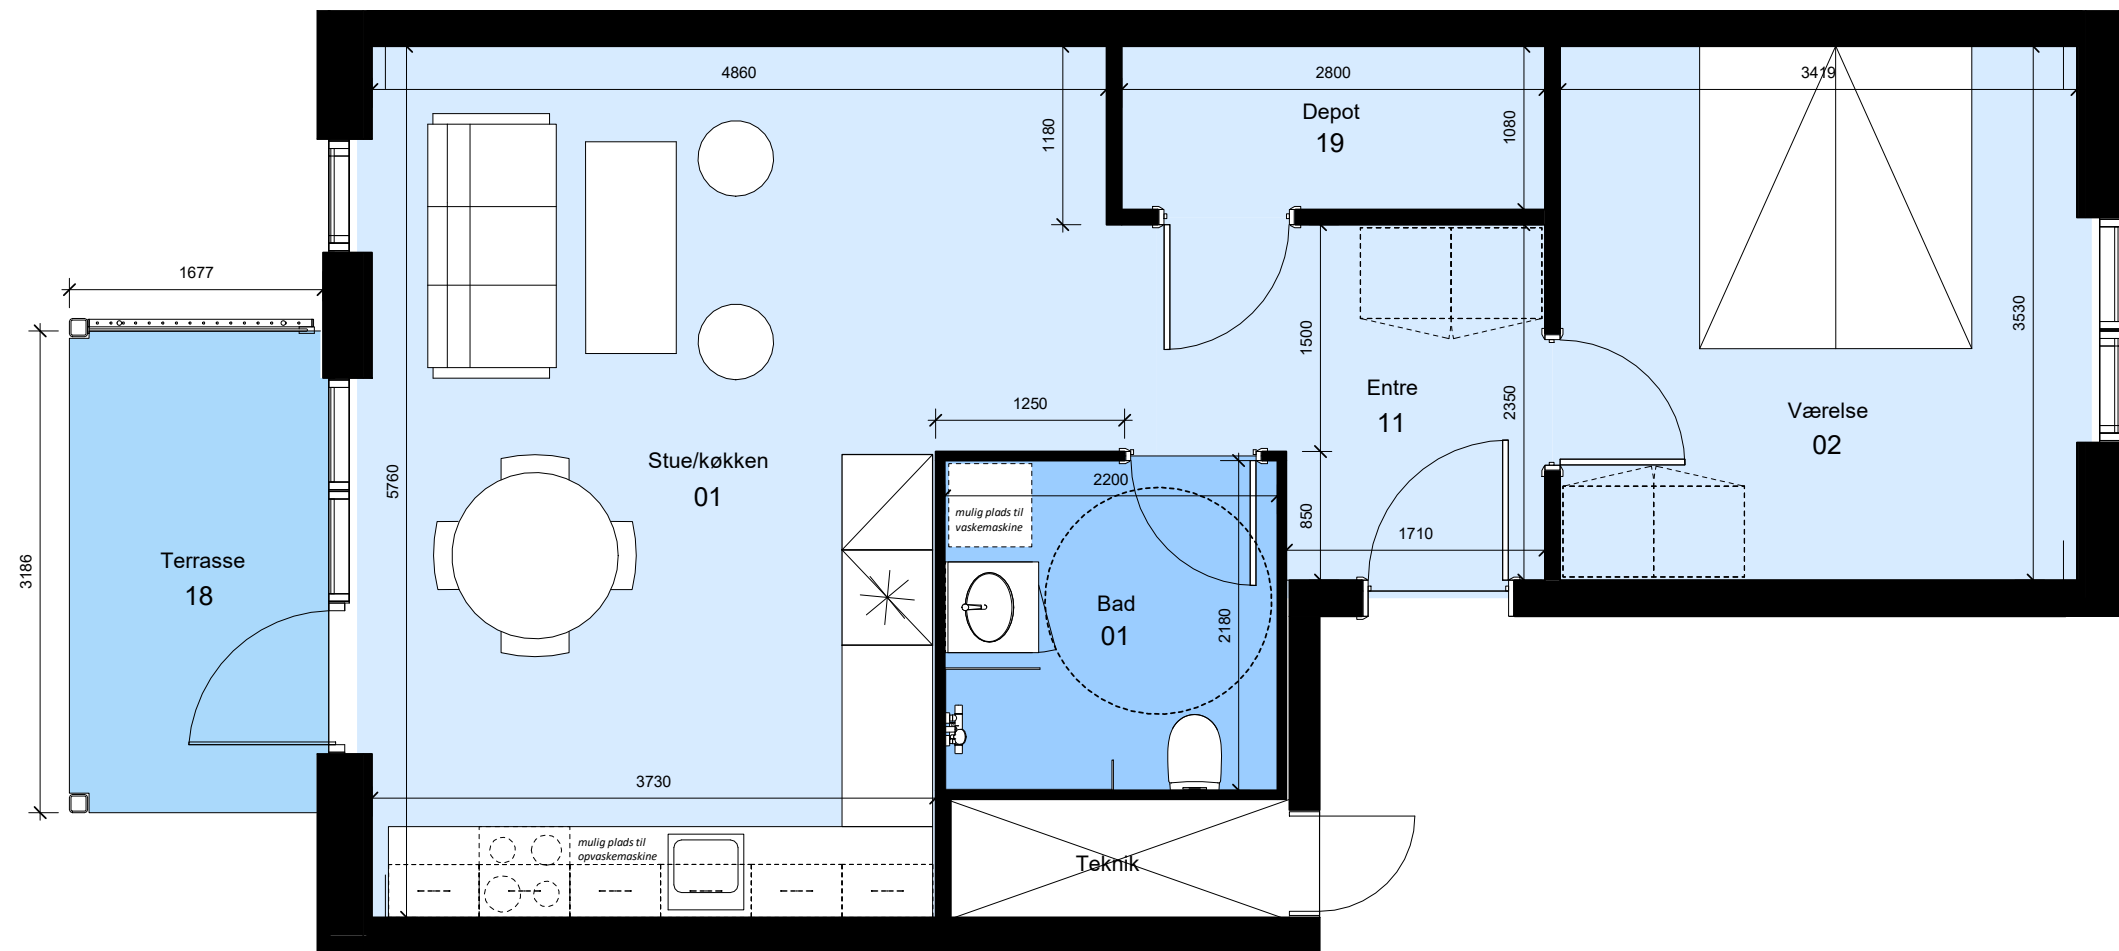 4860
2800
3419
Depot
19
1180
1080
1677
3530
1500
Entre
11
2350
1250
Værelse
02
Stue/køkken
01
5760
2200
mulig plads til
vaskemaskine
850
1710
3186
Terrasse
18
Bad
01
2180
3730
mulig plads til
opvaskemaskine
Teknik